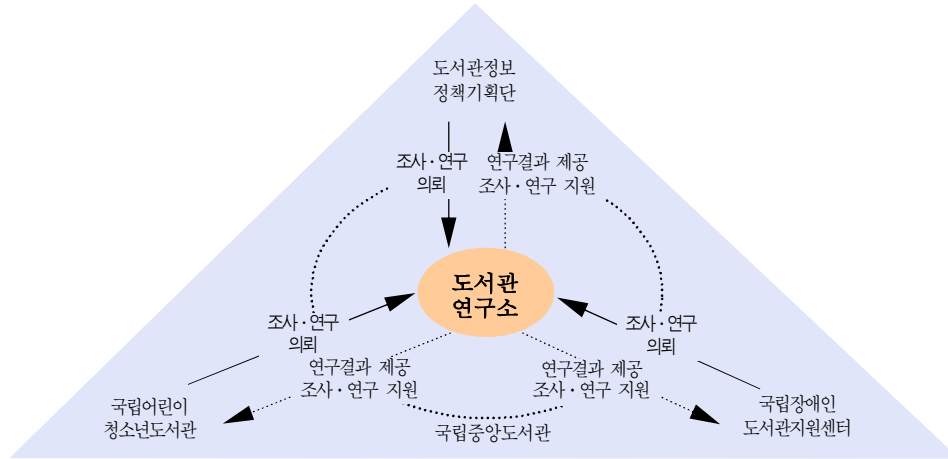 도서관정보
정책기획단
조사·연구
의뢰
연구결과 제공
조사·연구 지원
도서관
연구소
조사·연구
의뢰
조사·연구
의뢰
연구결과 제공
조사·연구 지원
연구결과 제공
조사·연구 지원
국립어린이
청소년도서관
국립중앙도서관
국립장애인
도서관지원센터